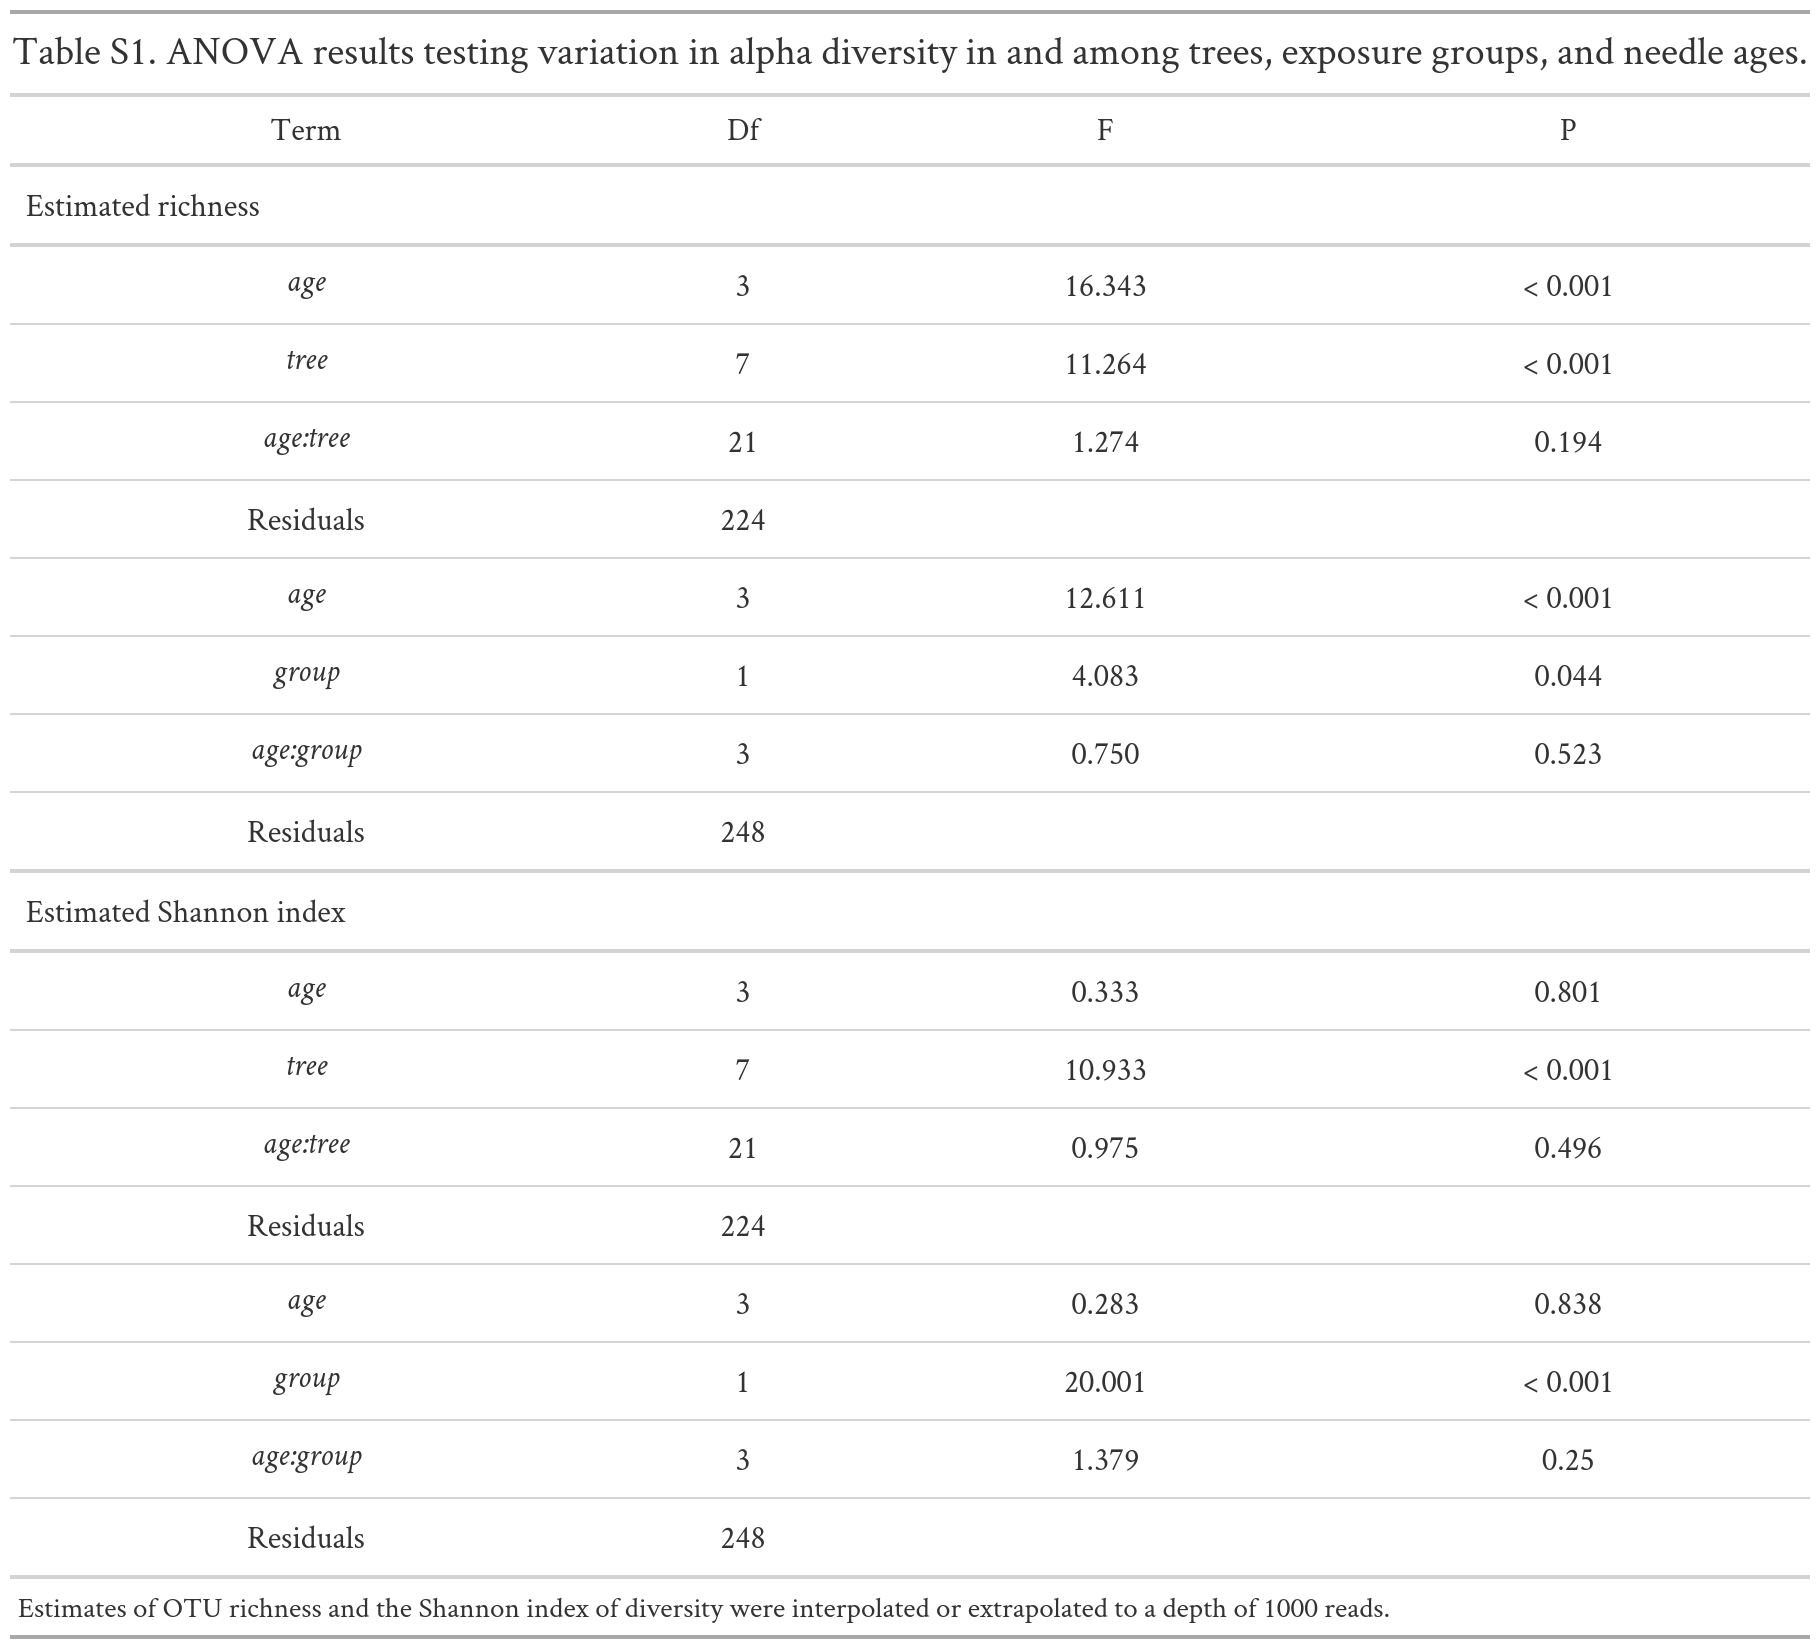 Table S1. ANOVA results testing variation in alpha diversity in and among trees, exposure groups, and needle ages.
Term Df F P
Estimated richness
age 3 16.343 < 0.001
tree 7 11.264 < 0.001
age:tree 21 1.274 0.194
Residuals 224
age 3 12.611 < 0.001
group 1 4.083 0.044
age:group 3 0.750 0.523
Residuals 248
Estimated Shannon index
age 3 0.333 0.801
tree 7 10.933 < 0.001
age:tree 21 0.975 0.496
Residuals 224
age 3 0.283 0.838
group 1 20.001 < 0.001
age:group 3 1.379 0.25
Residuals 248
Estimates of OTU richness and the Shannon index of diversity were interpolated or extrapolated to a depth of 1000 reads.